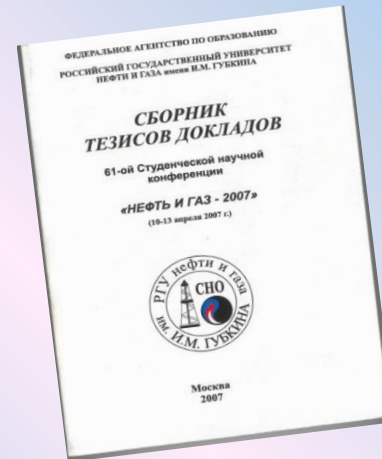 ФЕДЕРАЛЬНОЕ АГЕНТСТВО ПО ОБРАЗОВАНИЮ
РОССИЙСКИЙ ГОСУДАРСТВЕННЫЙ УНИВЕРСИТЕТ
НЕФТИ И ГАЗА имени И.М. ГУБКИНА
СБОРНИК
ТЕЗИСОВ ДОКЛАДОВ
61-ой Студенческой научной
конференции
«НЕФТЬ И ГАЗ - 2007»
(10-13 апреля 2007 г.)
РГУ нефти и газа
СНО
им. И.М. ГУБКИНА
Москва
2007